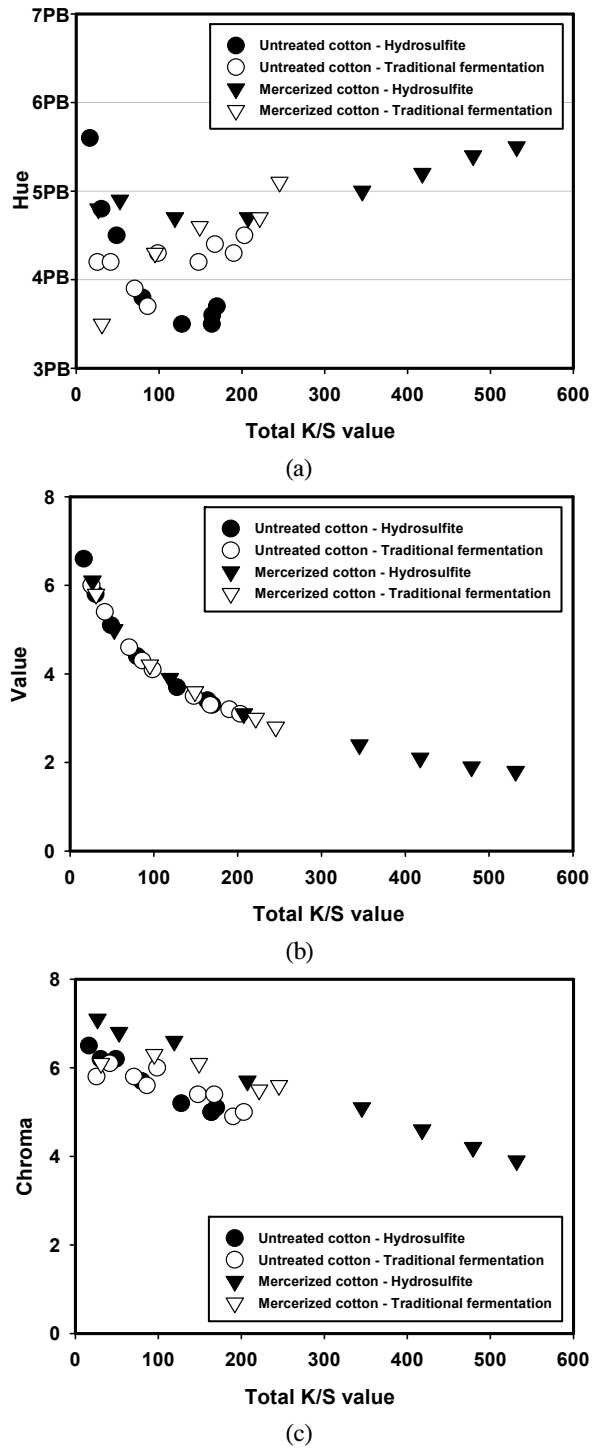 7PB
Untreated cotton - Hydrosulfite
Untreated cotton - Traditional fermentation
Mercerized cotton - Hydrosulfite
Mercerized cotton - Traditional fermentation
6PB
Hue
5PB
4PB
3PB
0 100 200 300 400 500 600
Total K/S value
(a)
8
Untreated cotton - Hydrosulfite
Untreated cotton - Traditional fermentation
Mercerized cotton - Hydrosulfite
Mercerized cotton - Traditional fermentation
6
Value
4
2
0
0 100 200 300 400 500 600
Total K/S value
(b)
8
6
Chroma
4
2
Untreated cotton - Hydrosulfite
Untreated cotton - Traditional fermentation
Mercerized cotton - Hydrosulfite
Mercerized cotton - Traditional fermentation
0
0 100 200 300 400 500 600
Total K/S value
(c)